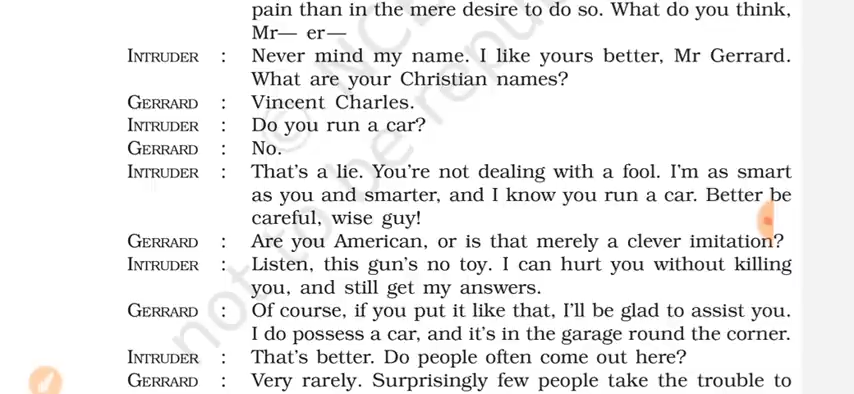 pain than in the mere desire to do so. What do you think,
Mr— er—
INTRUDER : Never mind my name. I like yours better, Mr Gerrard.
What are your Christian names?
GERRARD : Vincent Charles.
INTRUDER : Do you run a car?
GERRARD : No.
INTRUDER : That's a lie. You're not dealing with a fool. I'm as smart
as you and smarter, and I know you run a car. Better be
careful, wise guy!
GERRARD : Are you American, or is that merely a clever imitation?
INTRUDER : Listen, this gun's no toy. I can hurt you without killing
you, and still get my answers.
GERRARD : Of course, if you put it like that, I'll be glad to assist you.
I do possess a car, and it's in the garage round the corner.
INTRUDER : That's better. Do people often come out here?
GERRARD : Very rarely. Surprisingly few people take the trouble to
© NCE
not to be repu